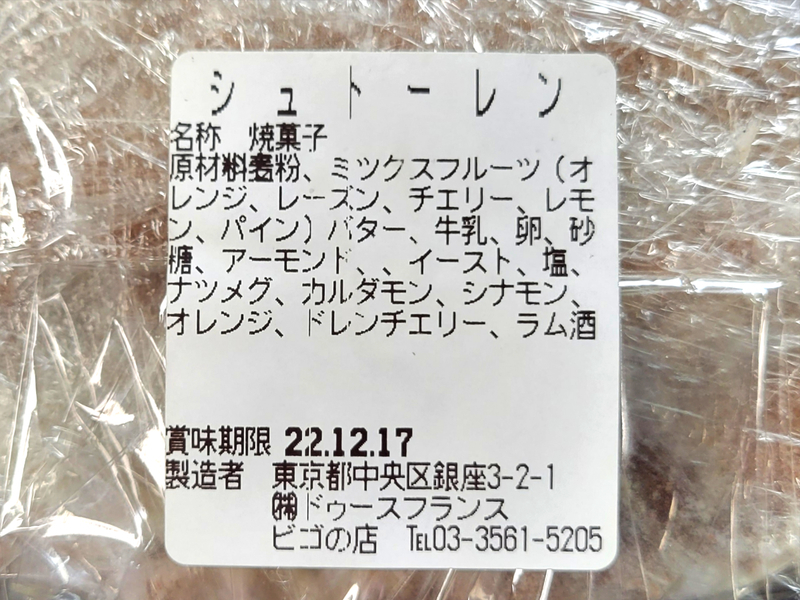 シュトーレン
名称　焼菓子
原材料麦粉、ミックスフルーツ（オ
レンジ、レーズン、チエリー、レモ
ン、パイン）バター、牛乳、卵、砂
糖、アーモンド、、イースト、塩、
ナツメグ、カルダモン、シナモン、
オレンジ、ドレンチエリー、ラム酒
賞味期限 22.12.17
製造者　東京都中央区銀座3-2-1
㈱ドゥースフランス
ビゴの店　℡03-3561-5205